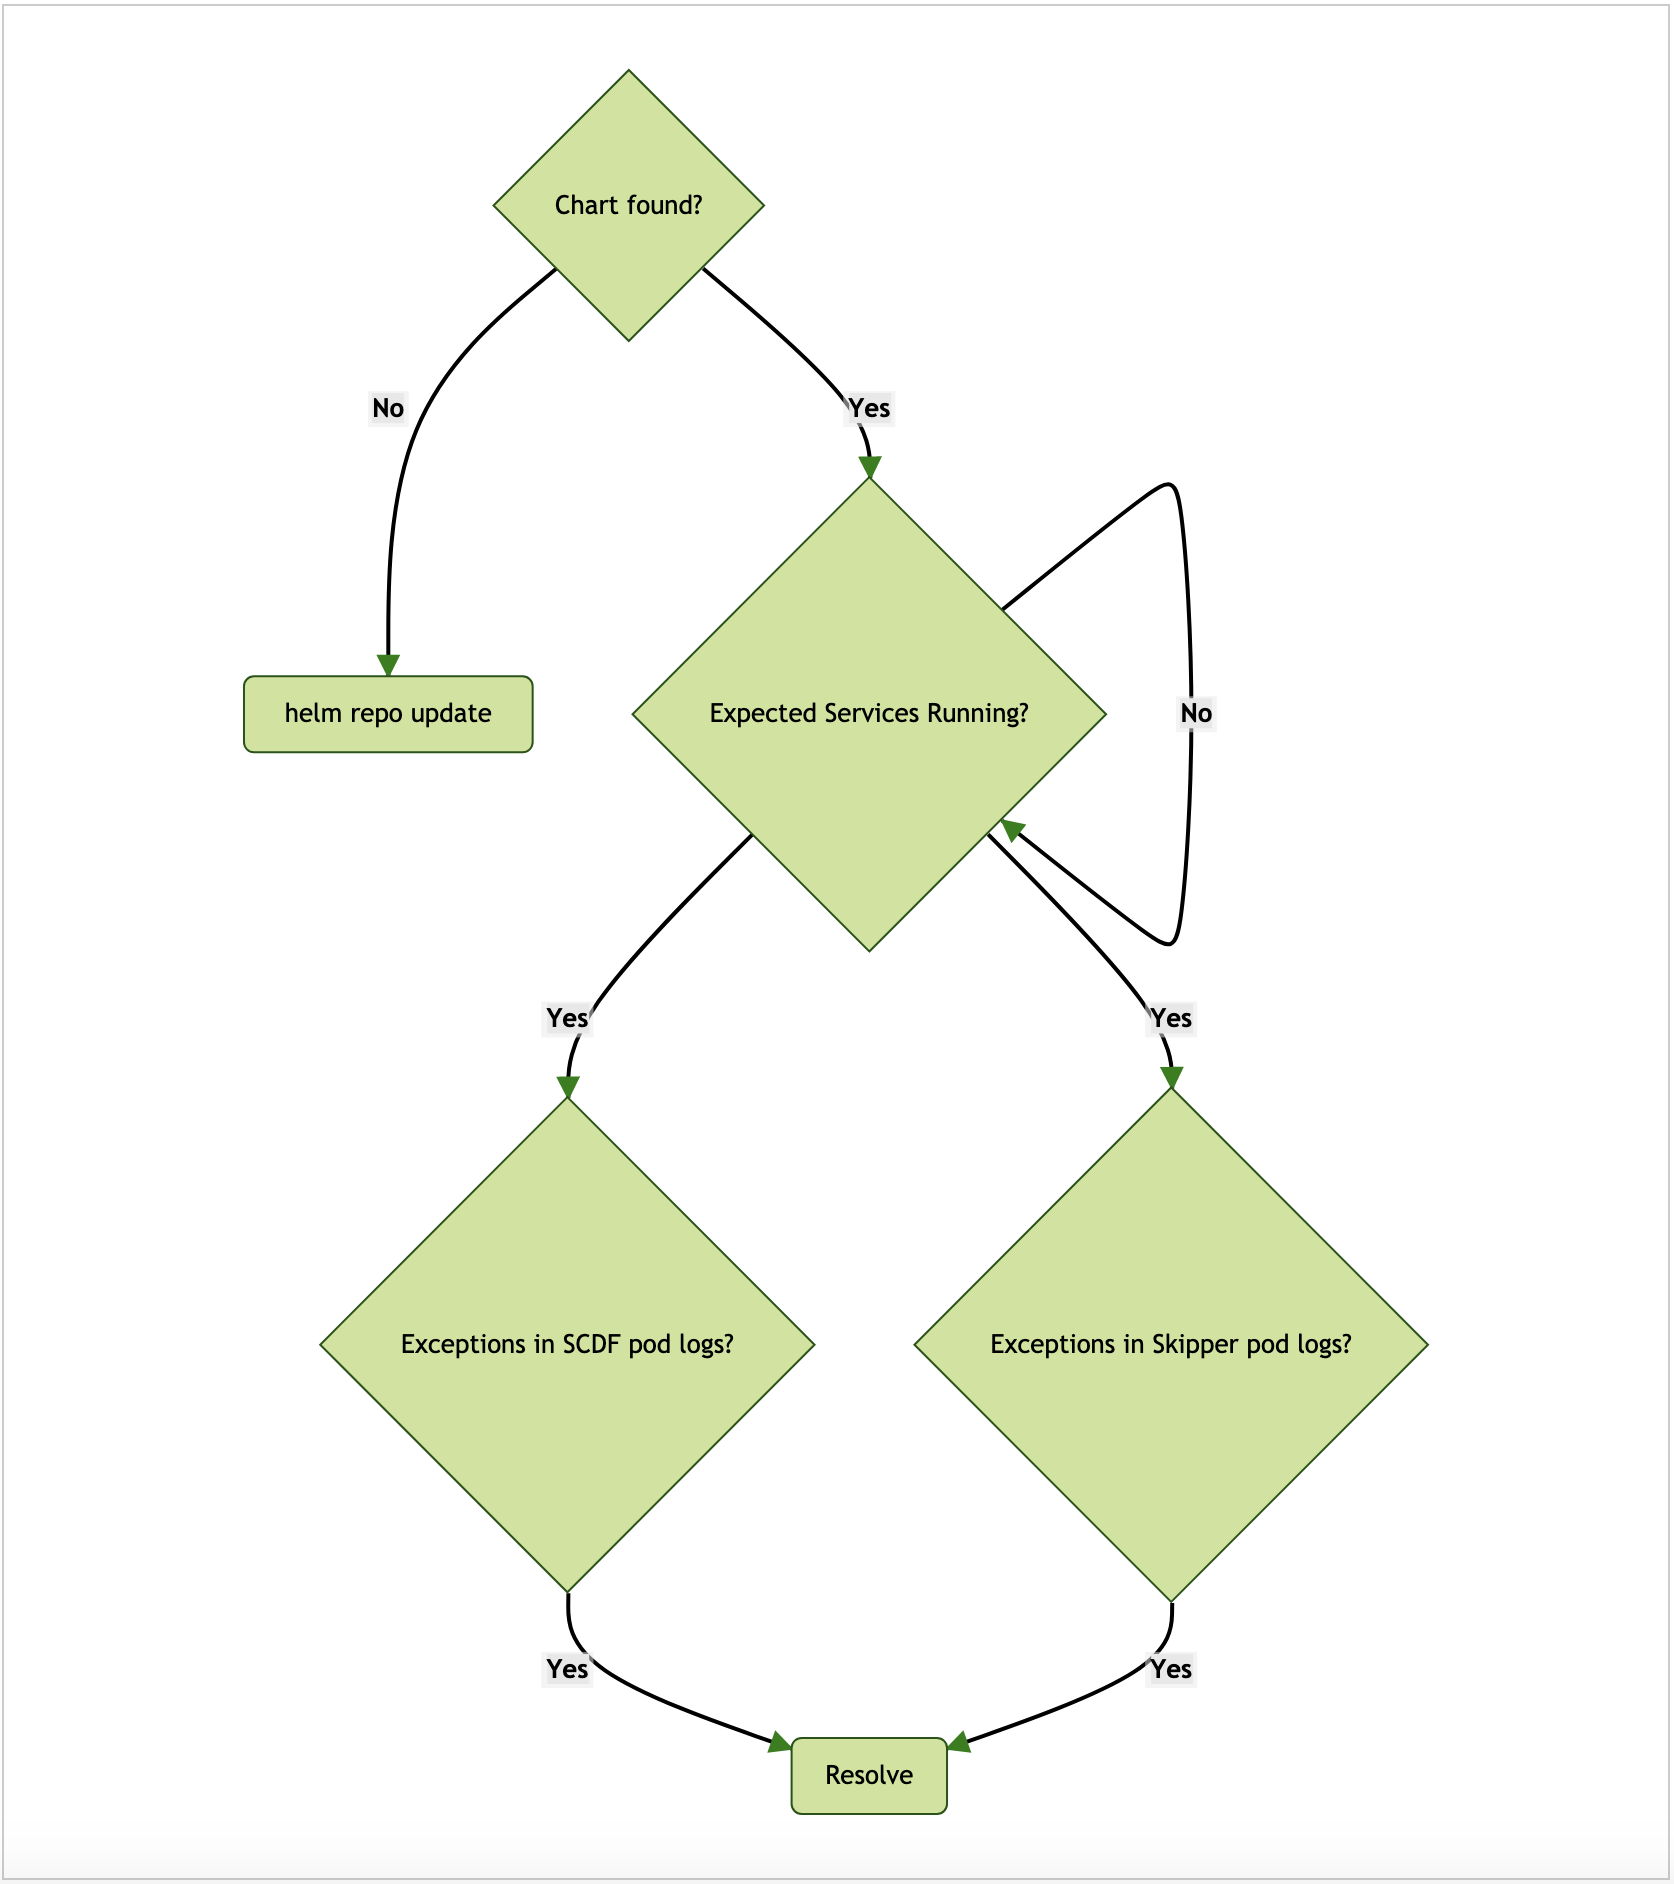 Chart found?
No
Yes
helm repo update
Expected Services Running?
No
Yes
Yes
Exceptions in SCDF pod logs?
Exceptions in Skipper pod logs?
Yes
Yes
Resolve